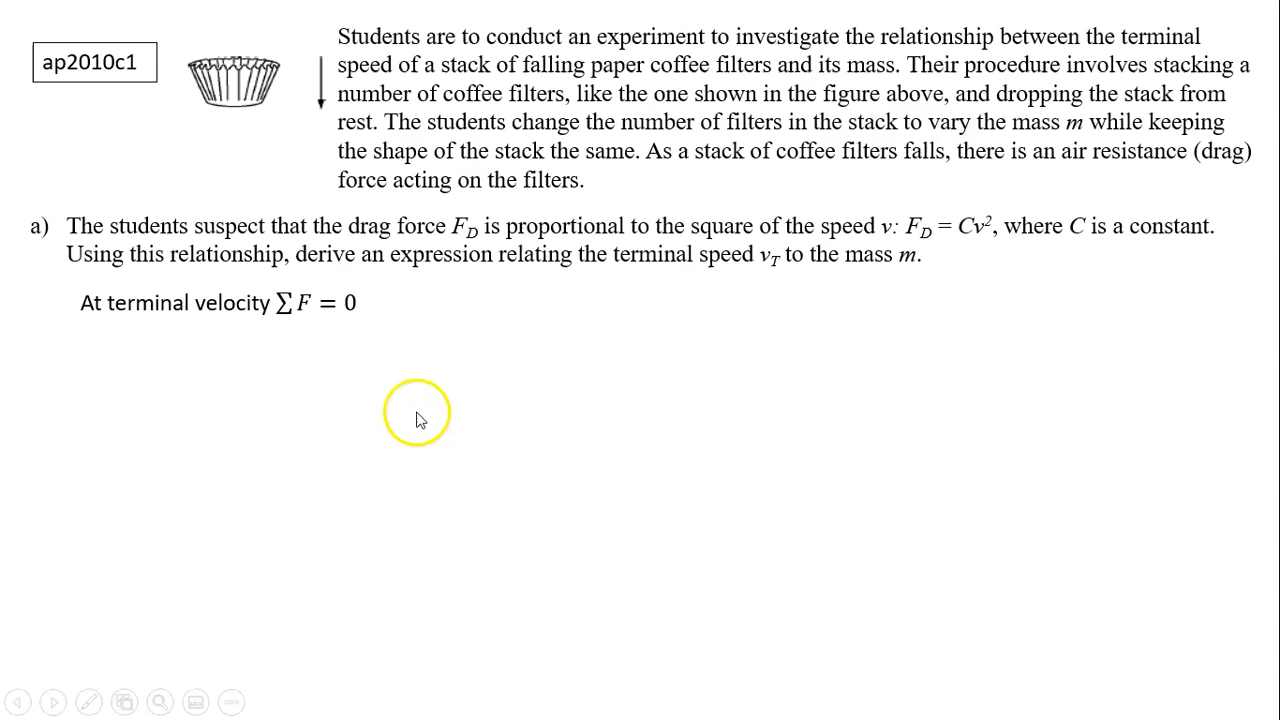 ap2010c1
Students are to conduct an experiment to investigate the relationship between the terminal
speed of a stack of falling paper coffee filters and its mass. Their procedure involves stacking a
number of coffee filters, like the one shown in the figure above, and dropping the stack from
rest. The students change the number of filters in the stack to vary the mass m while keeping
the shape of the stack the same. As a stack of coffee filters falls, there is an air resistance (drag)
force acting on the filters.
a) The students suspect that the drag force F_D is proportional to the square of the speed v: F_D = Cv², where C is a constant.
Using this relationship, derive an expression relating the terminal speed v_T to the mass m.
At terminal velocity ∑F = 0